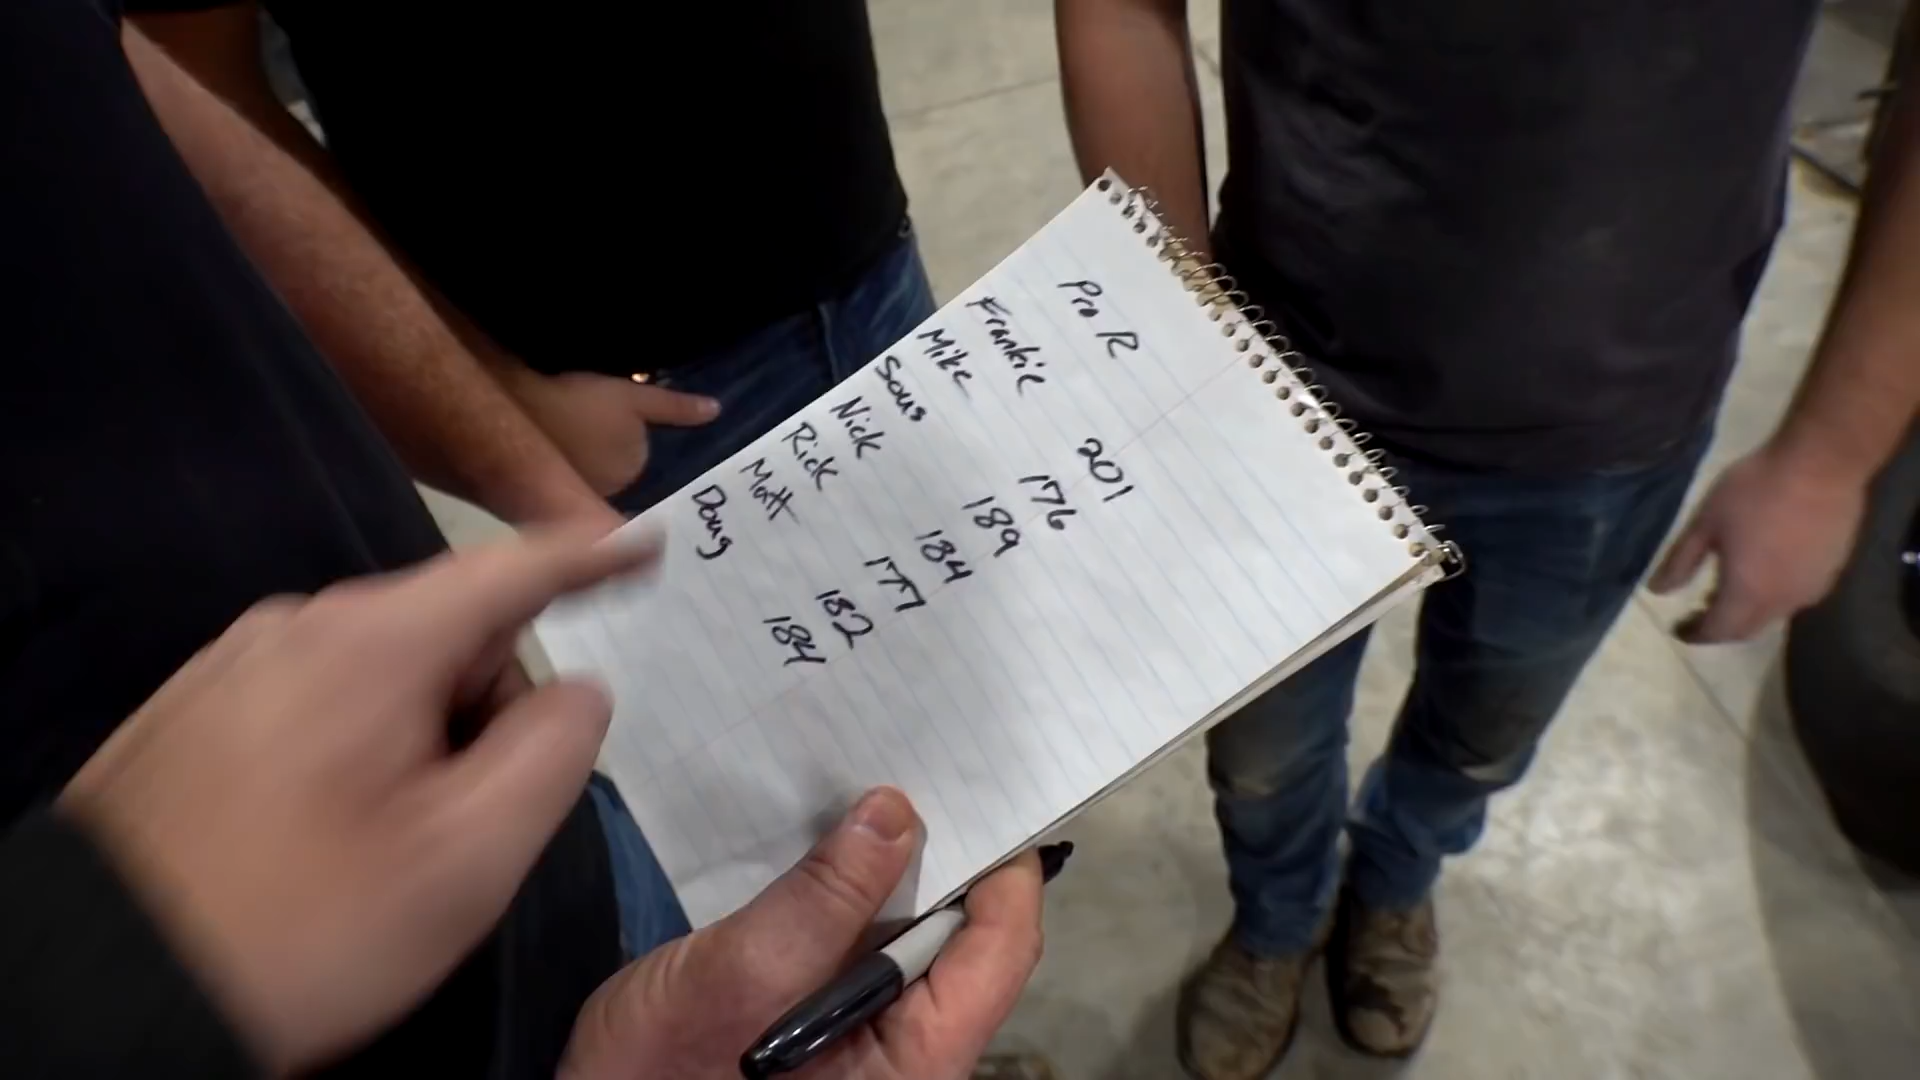 Pro R
Frankie 201
Mike 176
Sous 189
Nick 184
Rick 177
Matt 182
Doug 184